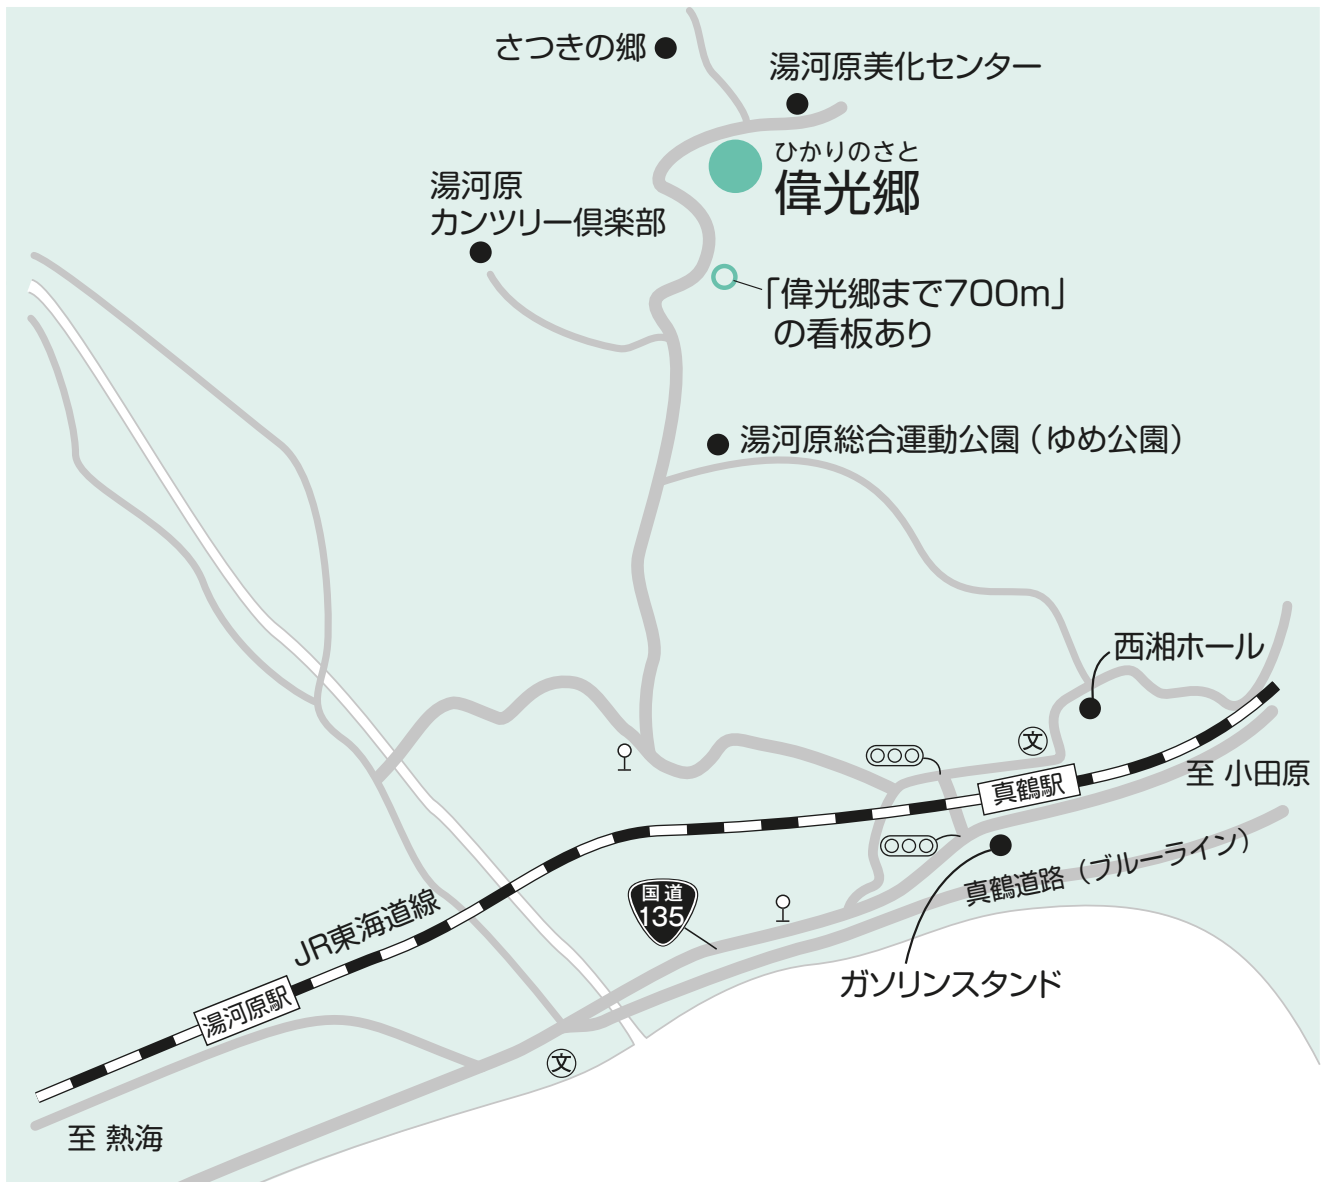 さつきの郷
湯河原美化センター
ひかりのさと
偉光郷
湯河原
カンツリー倶楽部
「偉光郷まで700m」
の看板あり
湯河原総合運動公園（ゆめ公園）
西湘ホール
文
真鶴駅
至 小田原
真鶴道路（ブルーライン）
国道
135
JR東海道線
ガソリンスタンド
湯河原駅
文
至 熱海